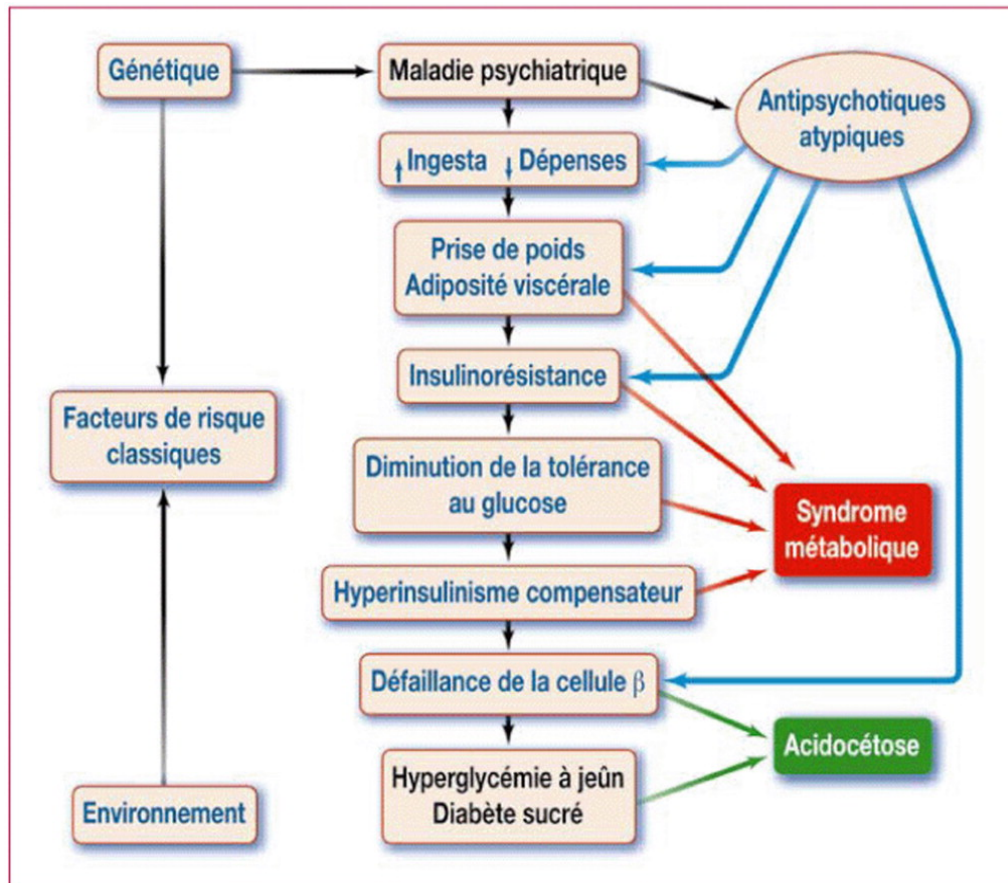 Génétique
Maladie psychiatrique
Antipsychotiques
atypiques
↑ Ingesta ↓ Dépenses
Prise de poids
Adiposité viscérale
Insulinorésistance
Facteurs de risque
classiques
Diminution de la tolérance
au glucose
Syndrome
métabolique
Hyperinsulinisme compensateur
Défaillance de la cellule β
Acidocétose
Hyperglycémie à jeûn
Diabète sucré
Environnement